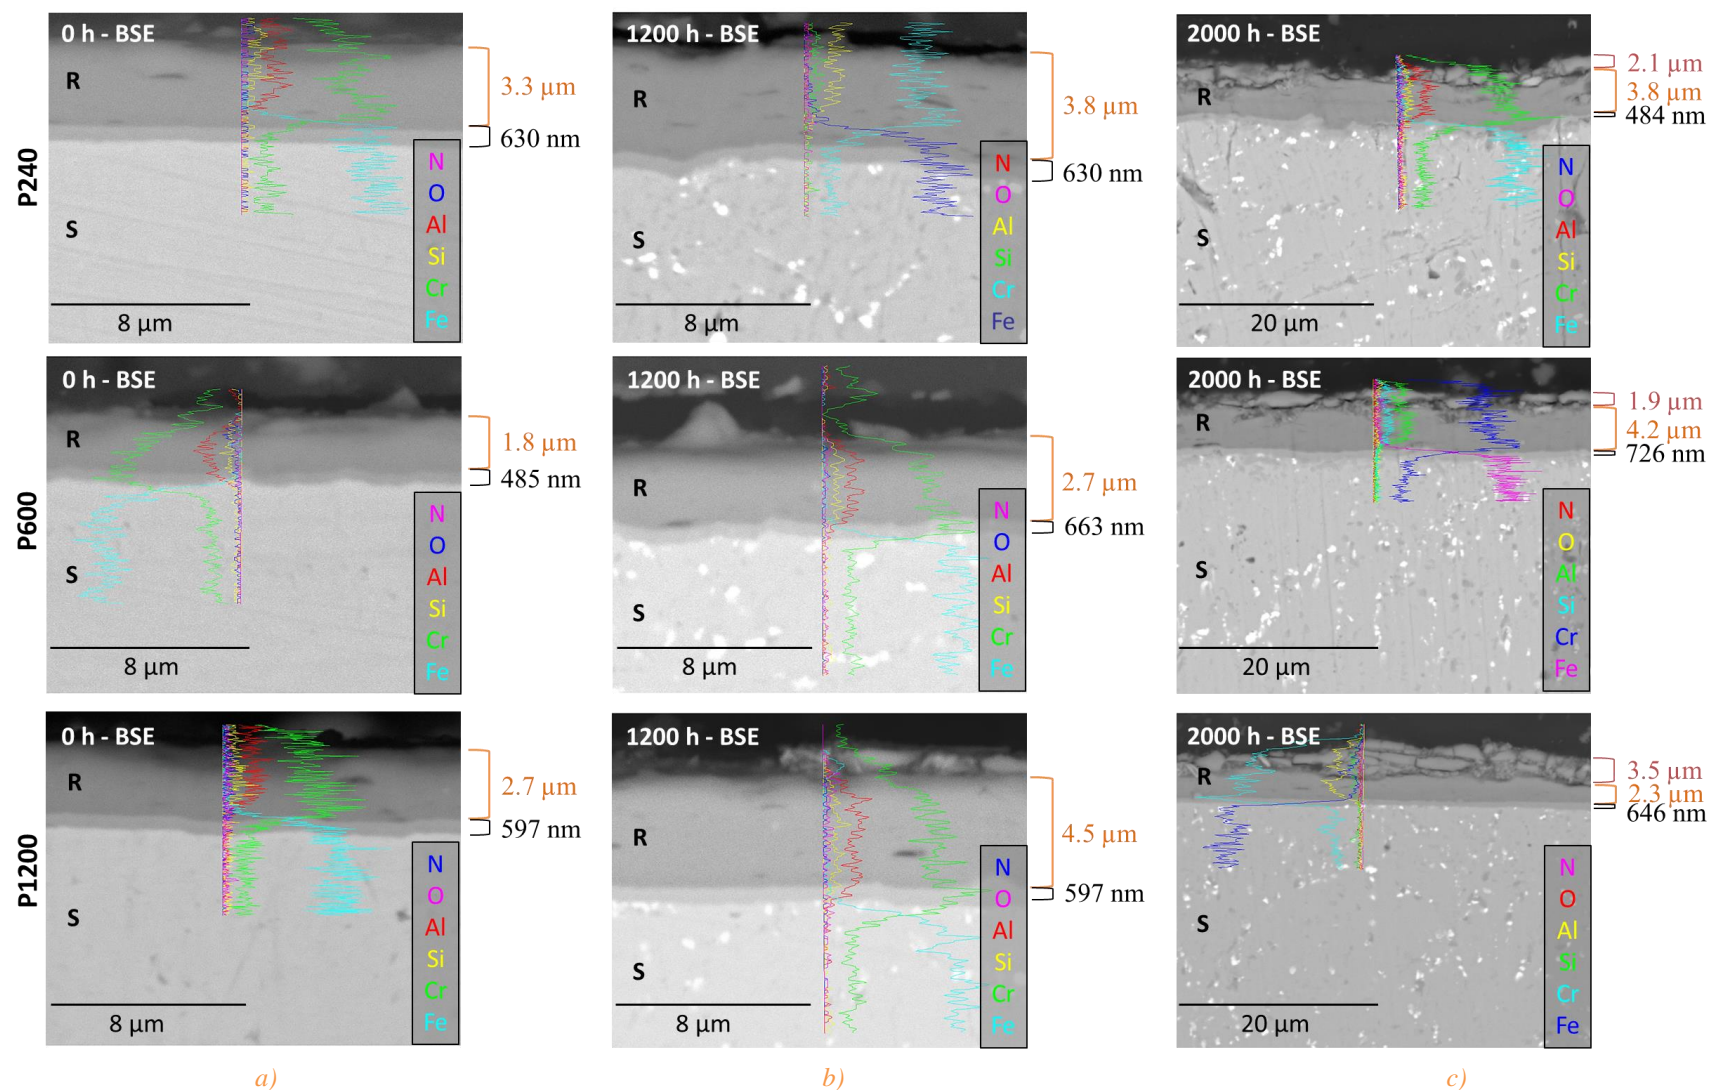 P240
0 h - BSE
R
S
8 µm
N
O
Al
Si
Cr
Fe
3.3 µm
630 nm
1200 h - BSE
R
S
8 µm
N
O
Al
Si
Cr
Fe
3.8 µm
630 nm
2000 h - BSE
R
S
20 µm
N
O
Al
Si
Cr
Fe
2.1 µm
3.8 µm
484 nm
P600
0 h - BSE
R
S
8 µm
N
O
Al
Si
Cr
Fe
1.8 µm
485 nm
1200 h - BSE
R
S
8 µm
N
O
Al
Si
Cr
Fe
2.7 µm
663 nm
2000 h - BSE
R
S
20 µm
N
O
Al
Si
Cr
Fe
1.9 µm
4.2 µm
726 nm
P1200
0 h - BSE
R
S
8 µm
N
O
Al
Si
Cr
Fe
2.7 µm
597 nm
1200 h - BSE
R
S
8 µm
N
O
Al
Si
Cr
Fe
4.5 µm
597 nm
2000 h - BSE
R
S
20 µm
N
O
Al
Si
Cr
Fe
3.5 µm
2.3 µm
646 nm
a)
b)
c)